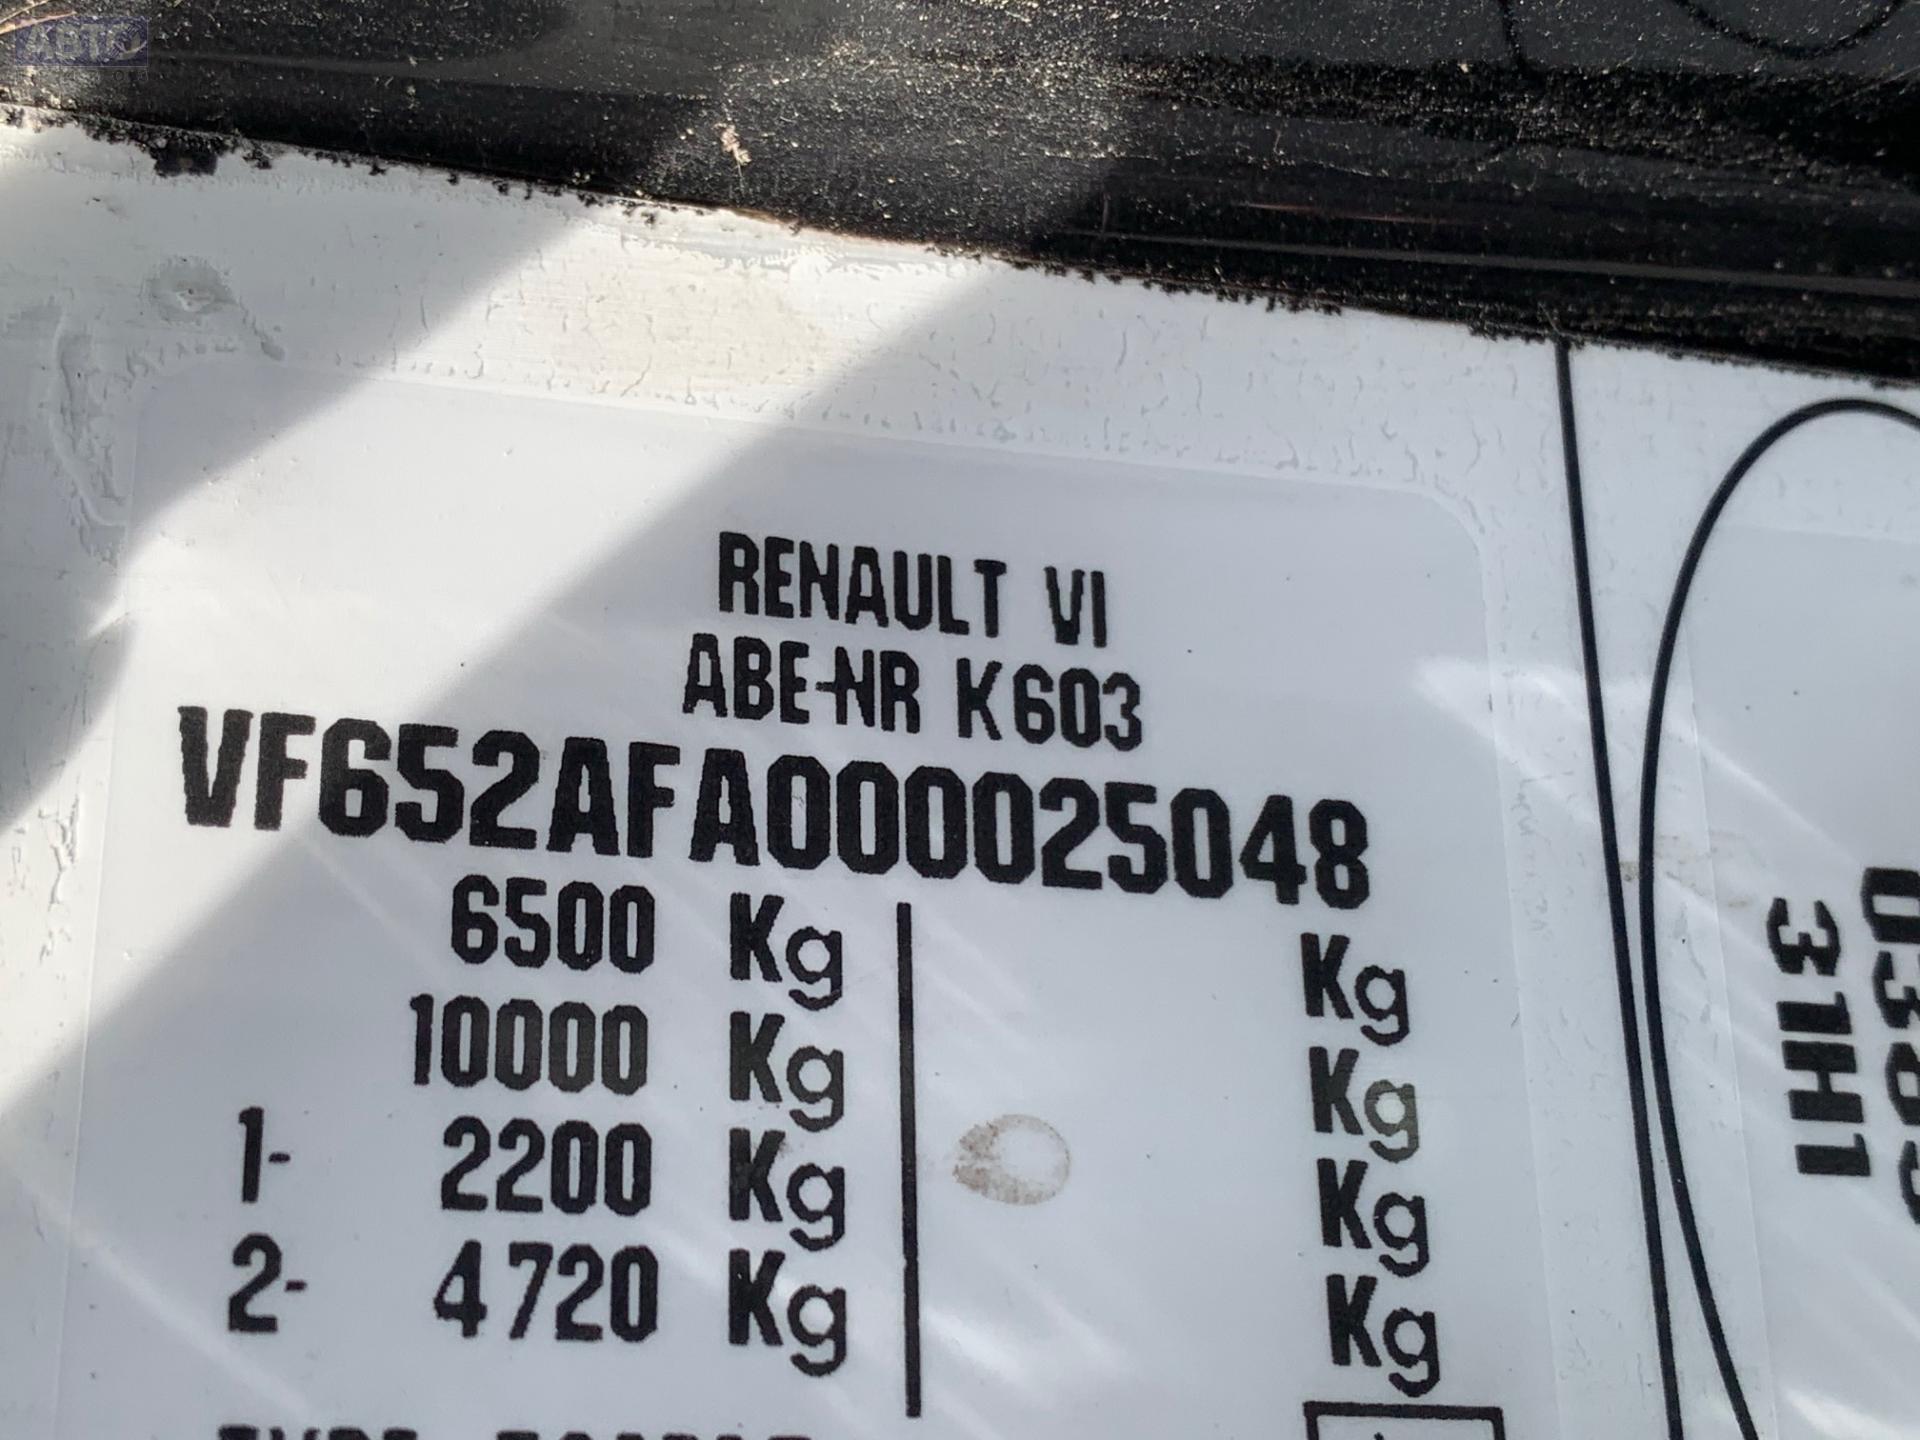 RENAULT VI
ABE-NR K603
VF652AFA000025048
6500 Kg Kg
10000 Kg Kg
1- 2200 Kg Kg
2- 4720 Kg Kg
31H1